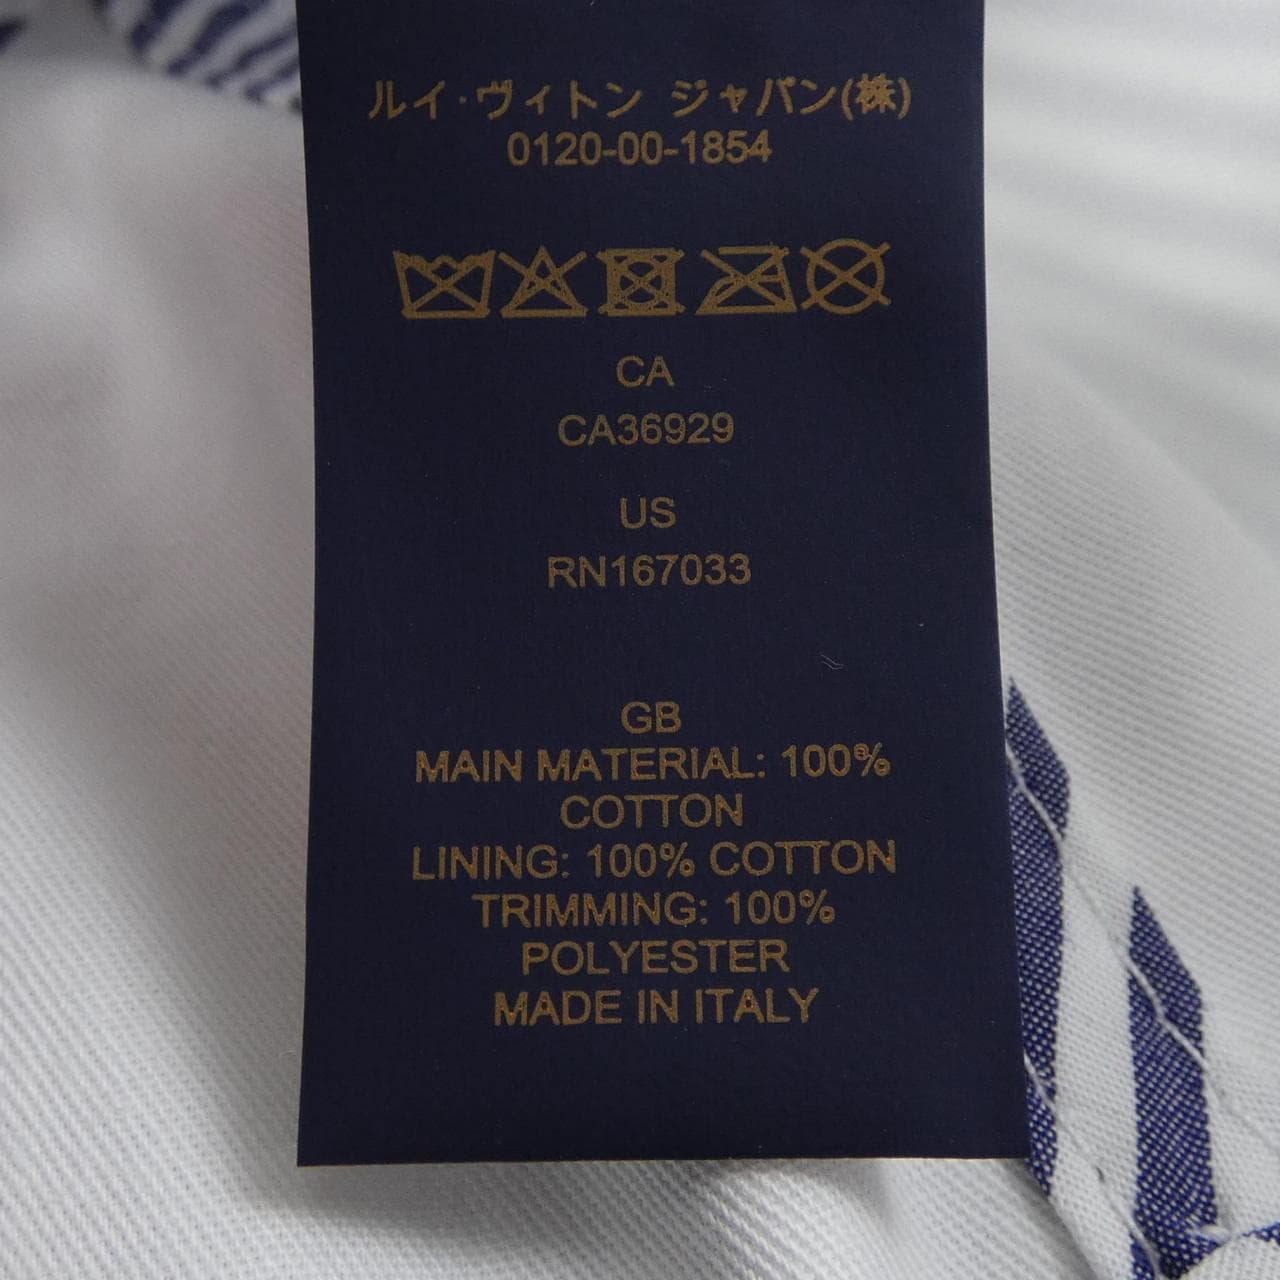 ルイ・ヴィトン ジャパン(株)
0120-00-1854
CA
CA36929
US
RN167033
GB
MAIN MATERIAL: 100%
COTTON
LINING: 100% COTTON
TRIMMING: 100%
POLYESTER
MADE IN ITALY